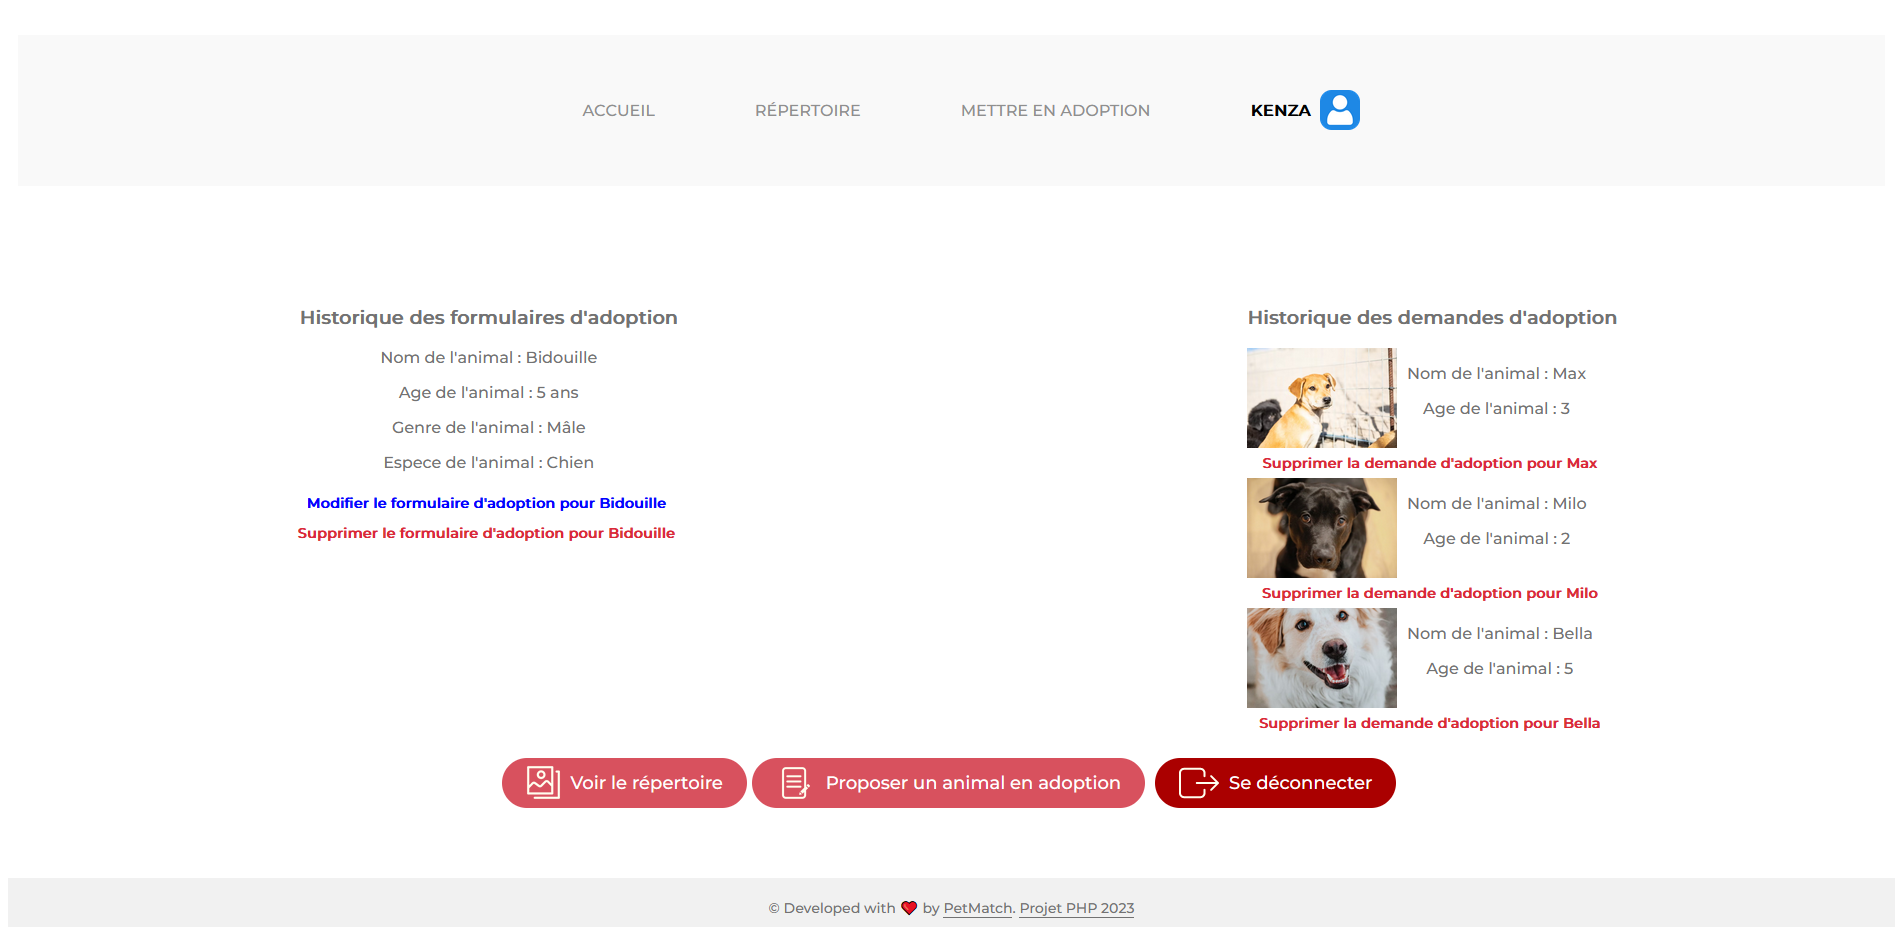 ACCUEIL RÉPERTOIRE METTRE EN ADOPTION KENZA
Historique des formulaires d'adoption
Nom de l'animal : Bidouille
Age de l'animal : 5 ans
Genre de l'animal : Mâle
Espece de l'animal : Chien
Modifier le formulaire d'adoption pour Bidouille
Supprimer le formulaire d'adoption pour Bidouille
Historique des demandes d'adoption
Nom de l'animal : Max
Age de l'animal : 3
Supprimer la demande d'adoption pour Max
Nom de l'animal : Milo
Age de l'animal : 2
Supprimer la demande d'adoption pour Milo
Nom de l'animal : Bella
Age de l'animal : 5
Supprimer la demande d'adoption pour Bella
Voir le répertoire Proposer un animal en adoption Se déconnecter
© Developed with ❤ by PetMatch. Projet PHP 2023